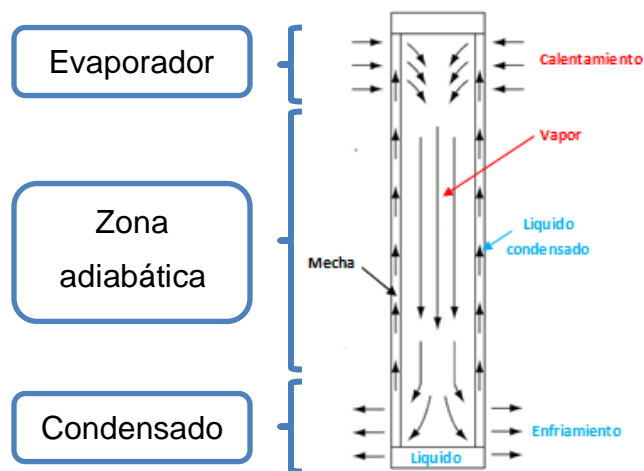 Evaporador
Calentamiento
Vapor
Zona
adiabática
Liquido
condensado
Mecha
Condensado
Enfriamiento
Liquido